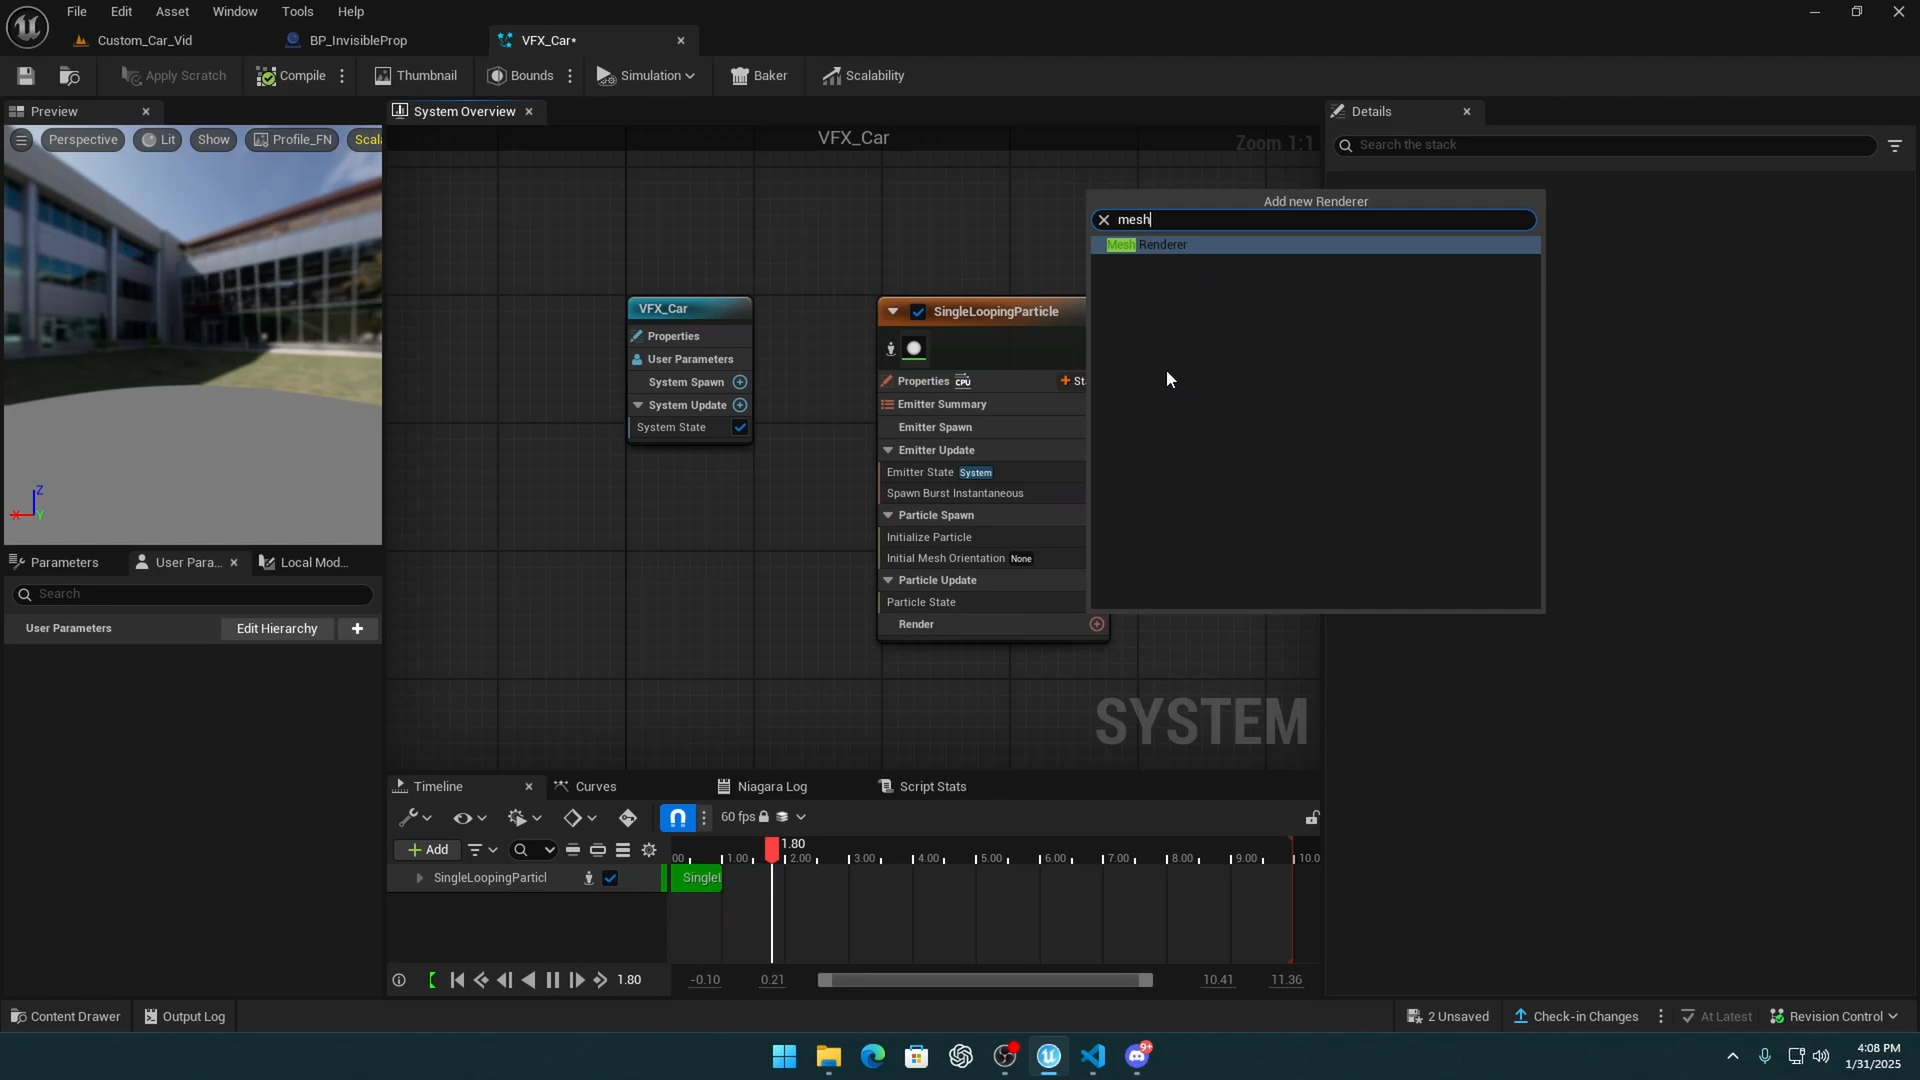 File Edit Asset Window Tools Help
Custom_Car_Vid BP_InvisibleProp VFX_Car*
Apply Scratch Compile Thumbnail Bounds Simulation Baker Scalability
Preview System Overview Details
Perspective Lit Show Profile_FN Scal
VFX_Car Zoom 1:1
Search the stack
Add new Renderer
mesh
Mesh Renderer
VFX_Car
Properties
User Parameters
System Spawn
System Update
System State
SingleLoopingParticle
Properties CPU Sta
Emitter Summary
Emitter Spawn
Emitter Update
Emitter State System
Spawn Burst Instantaneous
Particle Spawn
Initialize Particle
Initial Mesh Orientation None
Particle Update
Particle State
Render
SYSTEM
Z
X
Y
Parameters User Para... Local Mod...
Search
User Parameters Edit Hierarchy
Timeline Curves Niagara Log Script Stats
60 fps
1.80
Add
00 1.00 2.00 3.00 4.00 5.00 6.00 7.00 8.00 9.00 10.0
SingleLoopingParticl SingleL
1.80 -0.10 0.21 10.41 11.36
Content Drawer Output Log 2 Unsaved Check-in Changes At Latest Revision Control
9+
4:08 PM
1/31/2025